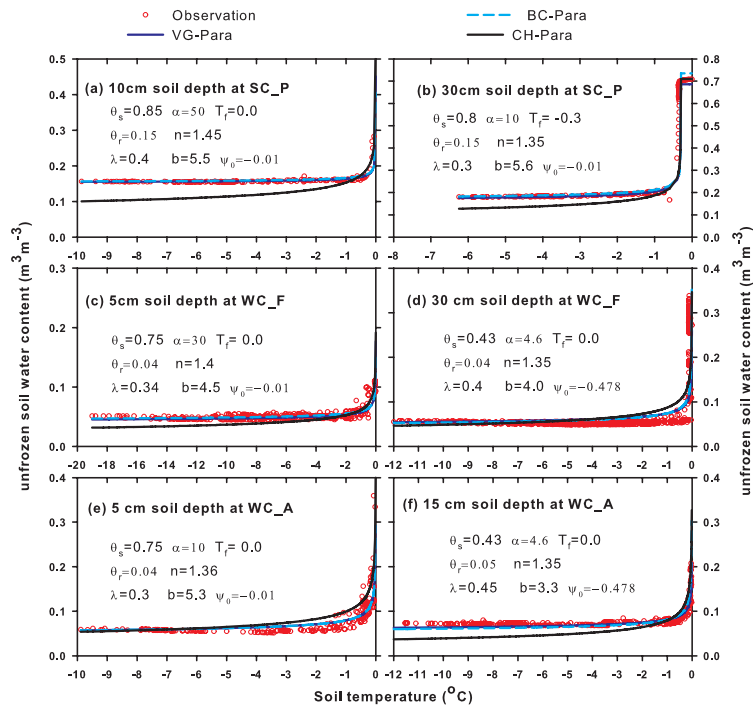 Observation
BC-Para
VG-Para
CH-Para
unfrozen soil water content (m³m⁻³)
unfrozen soil water content (m³m⁻³)
0.5
0.4
0.3
0.2
0.1
0.0
(a) 10cm soil depth at SC_P
θs=0.85 α=50 Tf=0.0
θr=0.15 n=1.45
λ=0.4 b=5.5 ψ0=−0.01
-10 -9 -8 -7 -6 -5 -4 -3 -2 -1 0
(b) 30cm soil depth at SC_P
θs=0.8 α=10 Tf= -0.3
θr=0.15 n=1.35
λ=0.3 b=5.6 ψ0=−0.01
0.8
0.7
0.6
0.5
0.4
0.3
0.2
0.1
0.0
-8 -7 -6 -5 -4 -3 -2 -1 0
0.3
0.2
0.1
0.0
(c) 5cm soil depth at WC_F
θs=0.75 α=30 Tf= 0.0
θr=0.04 n=1.4
λ=0.34 b=4.5 ψ0=−0.01
-20 -18 -16 -14 -12 -10 -8 -6 -4 -2 0
(d) 30 cm soil depth at WC_F
θs=0.43 α=4.6 Tf= 0.0
θr=0.04 n=1.35
λ=0.4 b=4.0 ψ0=−0.478
0.4
0.3
0.2
0.1
0.0
-12 -11 -10 -9 -8 -7 -6 -5 -4 -3 -2 -1 0
0.4
0.3
0.2
0.1
0.0
(e) 5 cm soil depth at WC_A
θs=0.75 α=10 Tf= 0.0
θr=0.04 n=1.36
λ=0.3 b=5.3 ψ0=−0.01
-10 -9 -8 -7 -6 -5 -4 -3 -2 -1 0
(f) 15 cm soil depth at WC_A
θs=0.43 α=4.6 Tf=0.0
θr=0.05 n=1.35
λ=0.45 b=3.3 ψ0=−0.478
0.4
0.3
0.2
0.1
0.0
-12 -11 -10 -9 -8 -7 -6 -5 -4 -3 -2 -1 0
Soil temperature (°C)